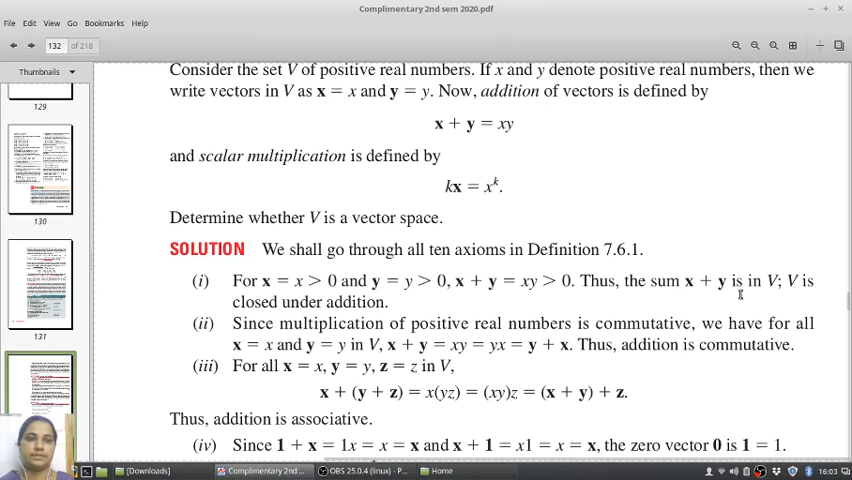 Complimentary 2nd sem 2020.pdf
File Edit View Go Bookmarks Help
132 of 218
Thumbnails
129
130
131
Consider the set V of positive real numbers. If x and y denote positive real numbers, then we
write vectors in V as x = x and y = y. Now, addition of vectors is defined by
x + y = xy
and scalar multiplication is defined by
kx = xᵏ.
Determine whether V is a vector space.
SOLUTION We shall go through all ten axioms in Definition 7.6.1.
(i) For x = x > 0 and y = y > 0, x + y = xy > 0. Thus, the sum x + y is in V; V is
closed under addition.
(ii) Since multiplication of positive real numbers is commutative, we have for all
x = x and y = y in V, x + y = xy = yx = y + x. Thus, addition is commutative.
(iii) For all x = x, y = y, z = z in V,
x + (y + z) = x(yz) = (xy)z = (x + y) + z.
Thus, addition is associative.
(iv) Since 1 + x = 1x = x = x and x + 1 = x1 = x = x, the zero vector 0 is 1 = 1.
[Downloads] Complimentary 2nd ... OBS 25.0.4 (linux) - P... Home 16:03